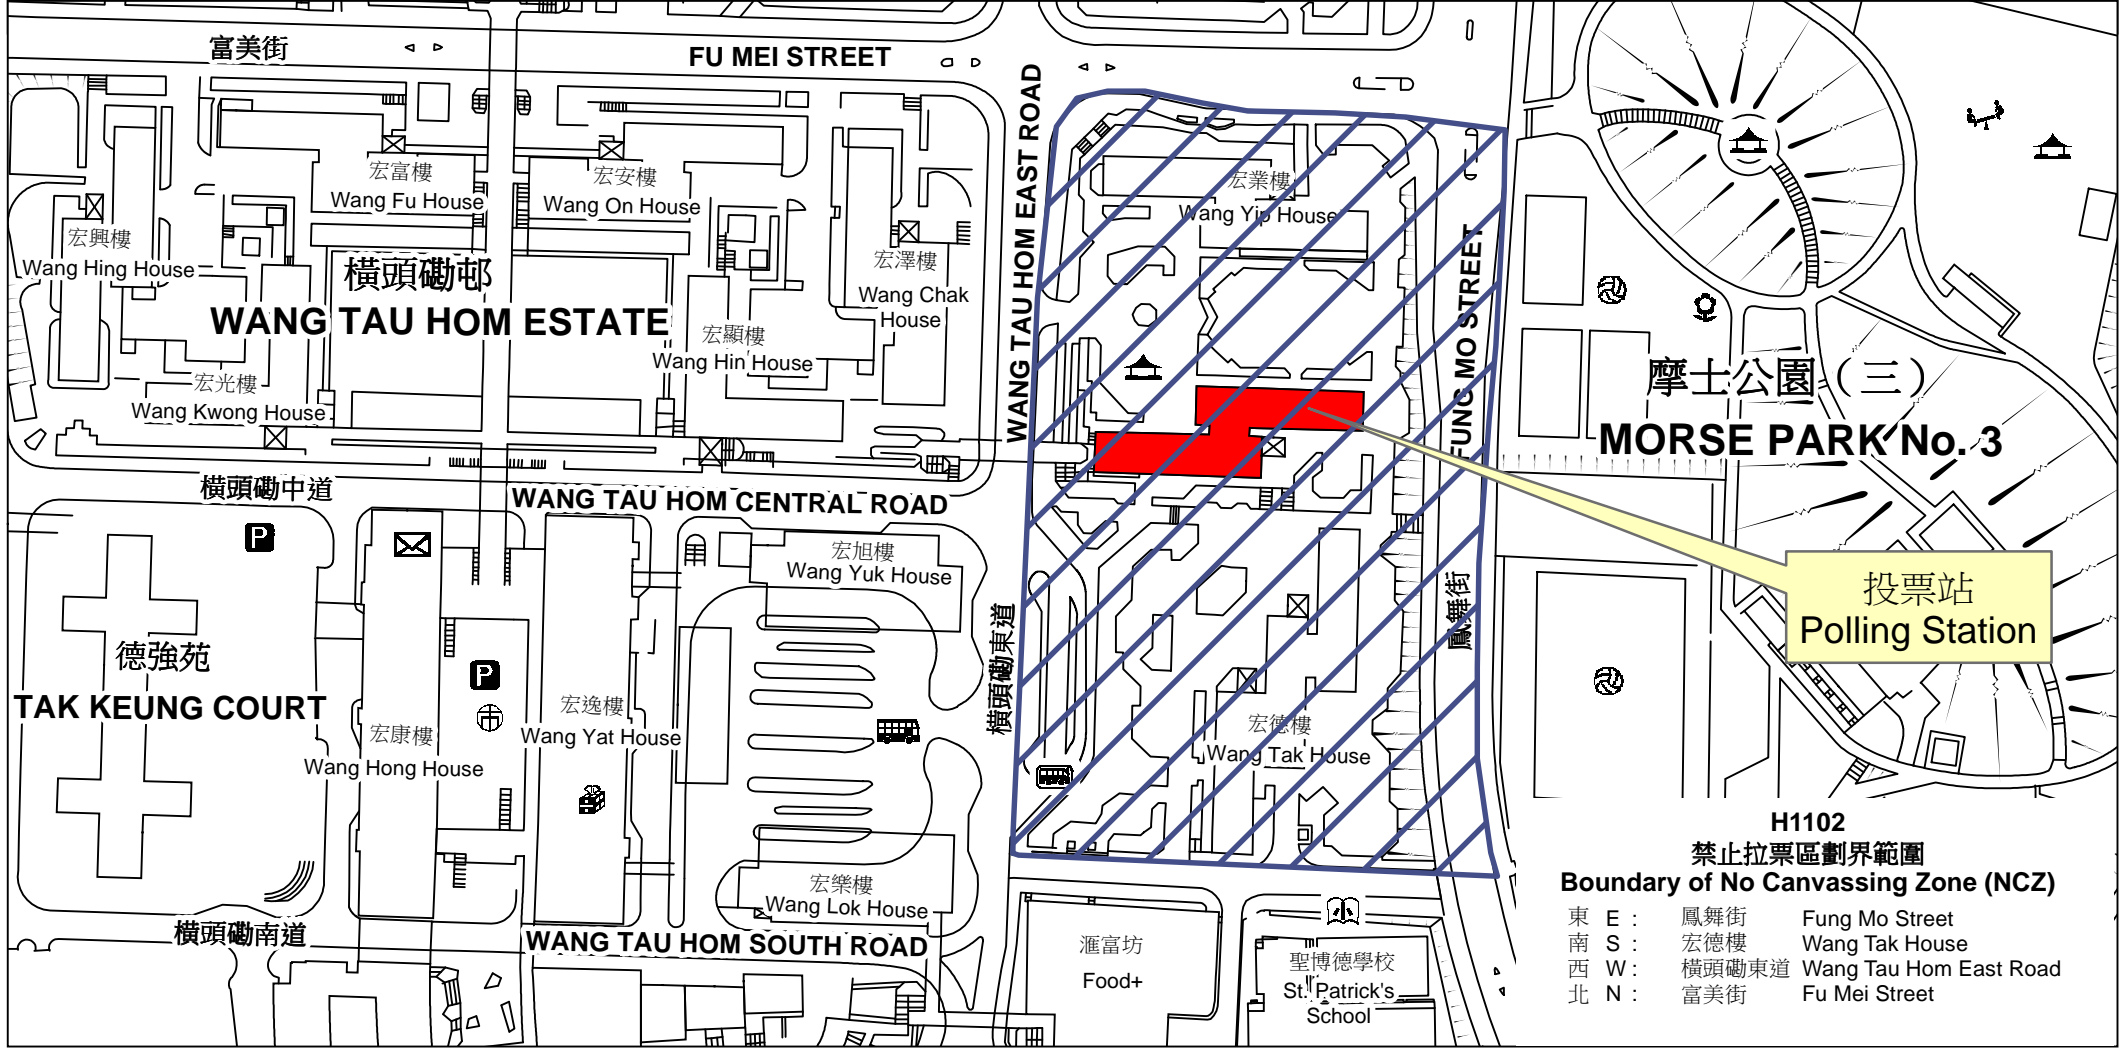 富美街
FU MEI STREET
WANG TAU HOM EAST ROAD
宏富樓
Wang Fu House
宏安樓
Wang On House
宏業樓
Wang Yip House
宏興樓
Wang Hing House
橫頭磡邨
WANG TAU HOM ESTATE
宏澤樓
Wang Chak
House
宏顯樓
Wang Hin House
宏光樓
Wang Kwong House
FUNG MO STREET
摩士公園（三）
MORSE PARK No. 3
橫頭磡中道
WANG TAU HOM CENTRAL ROAD
P
宏旭樓
Wang Yuk House
鳳舞街
投票站
Polling Station
德強苑
TAK KEUNG COURT
P
宏康樓
Wang Hong House
宏逸樓
Wang Yat House
橫頭磡東道
宏德樓
Wang Tak House
宏樂樓
Wang Lok House
橫頭磡南道
WANG TAU HOM SOUTH ROAD
滙富坊
Food+
聖博德學校
St. Patrick's
School
H1102
禁止拉票區劃界範圍
Boundary of No Canvassing Zone (NCZ)
東 E : 鳳舞街 Fung Mo Street
南 S : 宏德樓 Wang Tak House
西 W : 橫頭磡東道 Wang Tau Hom East Road
北 N : 富美街 Fu Mei Street